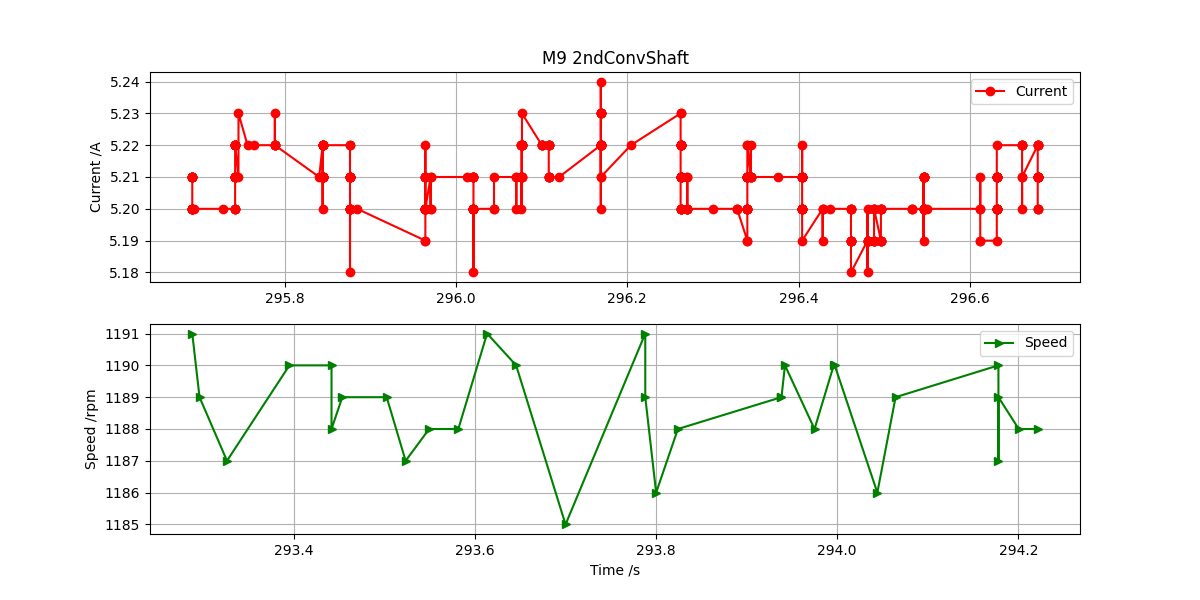 M9 2ndConvShaft
Current /A
5.24
5.23
5.22
5.21
5.20
5.19
5.18
Current
295.8 296.0 296.2 296.4 296.6
Speed /rpm
1191
1190
1189
1188
1187
1186
1185
Speed
293.4 293.6 293.8 294.0 294.2
Time /s